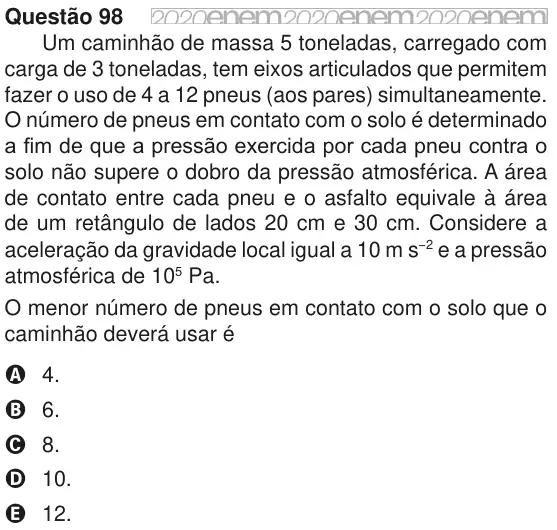 Questão 98 2020enem2020enem2020enem
Um caminhão de massa 5 toneladas, carregado com
carga de 3 toneladas, tem eixos articulados que permitem
fazer o uso de 4 a 12 pneus (aos pares) simultaneamente.
O número de pneus em contato com o solo é determinado
a fim de que a pressão exercida por cada pneu contra o
solo não supere o dobro da pressão atmosférica. A área
de contato entre cada pneu e o asfalto equivale à área
de um retângulo de lados 20 cm e 30 cm. Considere a
aceleração da gravidade local igual a 10 m s⁻² e a pressão
atmosférica de 10⁵ Pa.
O menor número de pneus em contato com o solo que o
caminhão deverá usar é
A 4.
B 6.
C 8.
D 10.
E 12.